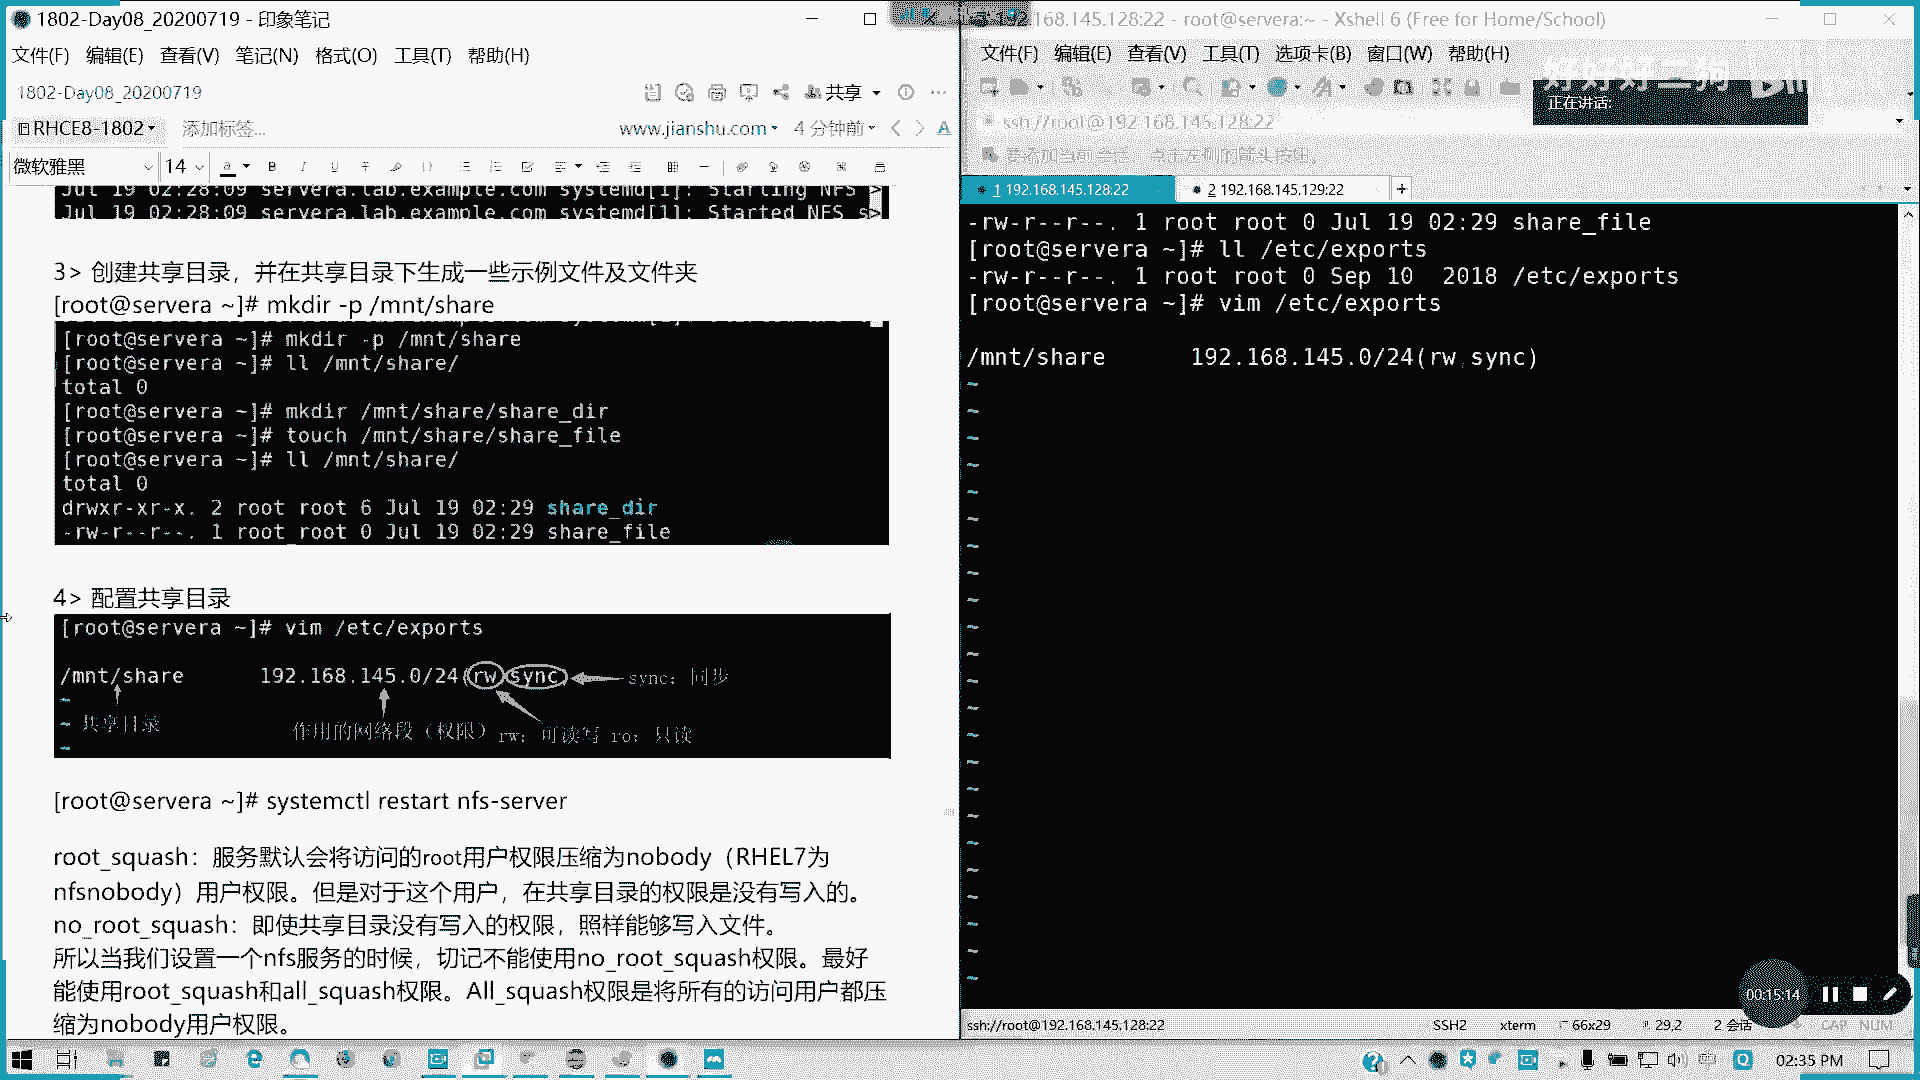 1802-Day08_20200719 - 印象笔记
文件(F) 编辑(E) 查看(V) 笔记(N) 格式(O) 工具(T) 帮助(H)
1802-Day08_20200719
共享
RHCE8-1802 添加标签...
www.jianshu.com 4 分钟前
微软雅黑 14
Jul 19 02:28:09 servera.lab.example.com systemd[1]: Starting NFS >
Jul 19 02:28:09 servera.lab.example.com systemd[1]: Started NFS s>
3> 创建共享目录，并在共享目录下生成一些示例文件及文件夹
[root@servera ~]# mkdir -p /mnt/share
[root@servera ~]# mkdir -p /mnt/share
[root@servera ~]# ll /mnt/share/
total 0
[root@servera ~]# mkdir /mnt/share/share_dir
[root@servera ~]# touch /mnt/share/share_file
[root@servera ~]# ll /mnt/share/
total 0
drwxr-xr-x. 2 root root 6 Jul 19 02:29 share_dir
-rw-r--r--. 1 root root 0 Jul 19 02:29 share_file
4> 配置共享目录
[root@servera ~]# vim /etc/exports
/mnt/share 192.168.145.0/24(rw,sync) sync：同步
~ 共享目录
作用的网络段（权限） rw：可读写 ro：只读
[root@servera ~]# systemctl restart nfs-server
root_squash：服务默认会将访问的root用户权限压缩为nobody（RHEL7为
nfsnobody）用户权限。但是对于这个用户，在共享目录的权限是没有写入的。
no_root_squash：即使共享目录没有写入的权限，照样能够写入文件。
所以当我们设置一个nfs服务的时候，切记不能使用no_root_squash权限。最好
能使用root_squash和all_squash权限。All_squash权限是将所有的访问用户都压
缩为nobody用户权限。
192.168.145.128:22 - root@servera:~ - Xshell 6 (Free for Home/School)
文件(F) 编辑(E) 查看(V) 工具(T) 选项卡(B) 窗口(W) 帮助(H)
正在讲话:
ssh://root@192.168.145.128:22
要添加当前会话，点击左侧的箭头按钮。
1 192.168.145.128:22 2 192.168.145.129:22 +
-rw-r--r--. 1 root root 0 Jul 19 02:29 share_file
[root@servera ~]# ll /etc/exports
-rw-r--r--. 1 root root 0 Sep 10 2018 /etc/exports
[root@servera ~]# vim /etc/exports
/mnt/share 192.168.145.0/24(rw,sync)
00:15:14
ssh://root@192.168.145.128:22 SSH2 xterm 66x29 29,2 2 会话 CAP NUM
02:35 PM